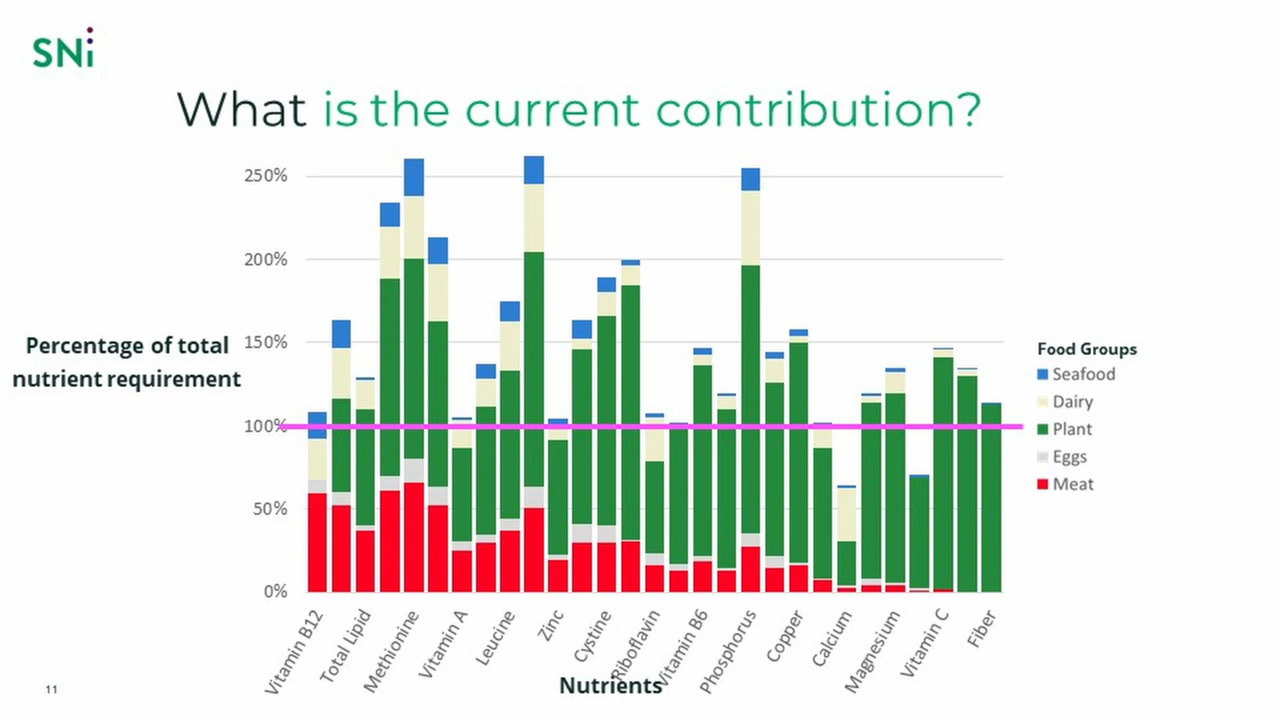 SNi
What is the current contribution?
Percentage of total
nutrient requirement
250%
200%
150%
100%
50%
0%
Food Groups
Seafood
Dairy
Plant
Eggs
Meat
Vitamin B12
Total Lipid
Methionine
Vitamin A
Leucine
Zinc
Cystine
Riboflavin
Vitamin B6
Phosphorus
Copper
Calcium
Magnesium
Vitamin C
Fiber
Nutrients
11